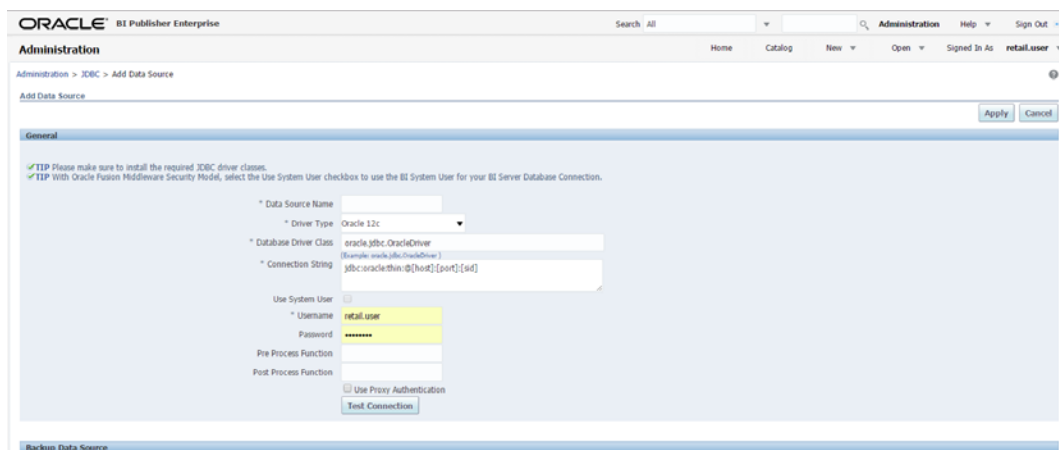 ORACLE BI Publisher Enterprise Search All Administration Help Sign Out
Administration Home Catalog New Open Signed In As retail.user
Administration > JDBC > Add Data Source
Add Data Source
Apply Cancel
General
TIP Please make sure to install the required JDBC driver classes.
TIP With Oracle Fusion Middleware Security Model, select the Use System User checkbox to use the BI System User for your BI Server Database Connection.
* Data Source Name
* Driver Type Oracle 12c
* Database Driver Class oracle.jdbc.OracleDriver
(Example: oracle.jdbc.OracleDriver )
* Connection String jdbc:oracle:thin:@[host]:[port]:[sid]
Use System User
* Username retail.user
Password ••••••••
Pre Process Function
Post Process Function
Use Proxy Authentication
Test Connection
Backup Data Source